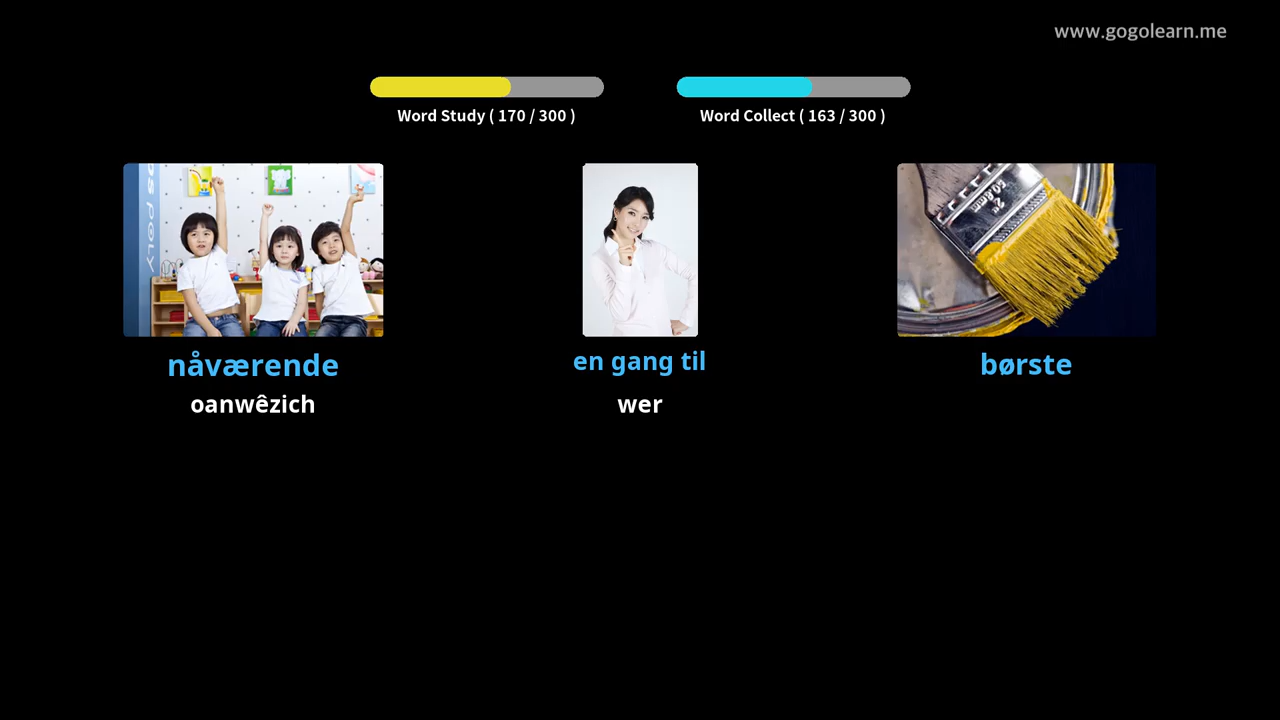 www.gogolearn.me
Word Study ( 170 / 300 )
Word Collect ( 163 / 300 )
nåværende
en gang til
børste
oanwêzich
wer